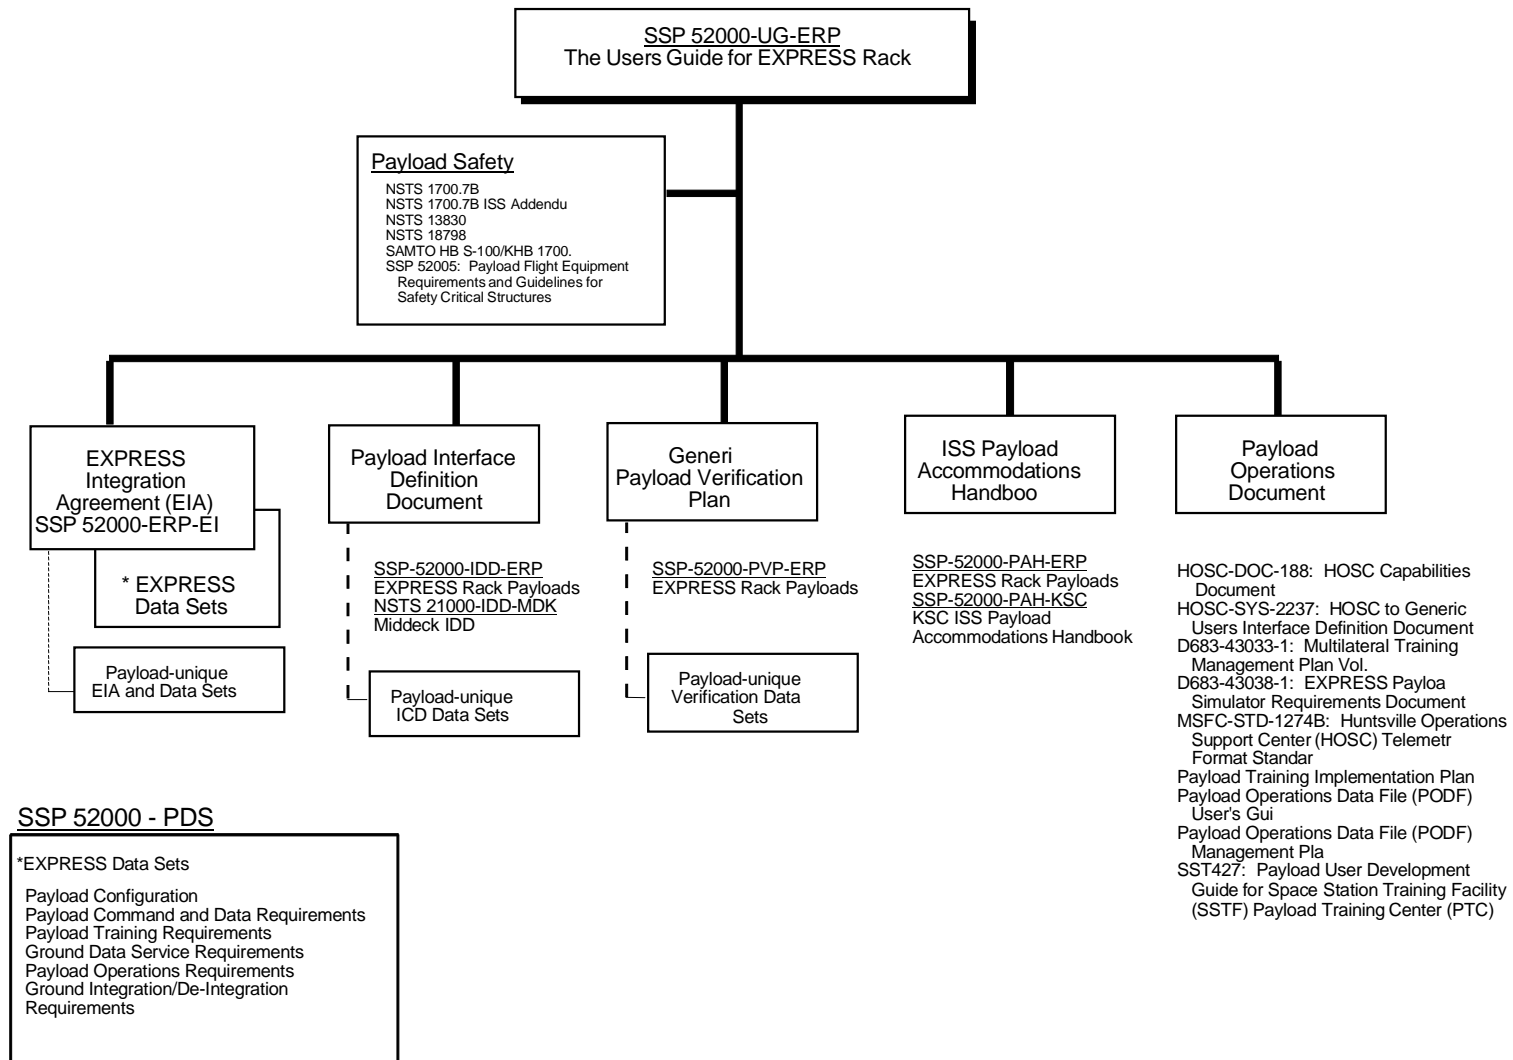 SSP 52000-UG-ERP
The Users Guide for EXPRESS Rack
Payload Safety
NSTS 1700.7B
NSTS 1700.7B ISS Addendu
NSTS 13830
NSTS 18798
SAMTO HB S-100/KHB 1700.
SSP 52005: Payload Flight Equipment
Requirements and Guidelines for
Safety Critical Structures
EXPRESS
Integration
Agreement (EIA)
SSP 52000-ERP-EI
* EXPRESS
Data Sets
Payload-unique
EIA and Data Sets
Payload Interface
Definition
Document
SSP-52000-IDD-ERP
EXPRESS Rack Payloads
NSTS 21000-IDD-MDK
Middeck IDD
Payload-unique
ICD Data Sets
Generi
Payload Verification
Plan
SSP-52000-PVP-ERP
EXPRESS Rack Payloads
Payload-unique
Verification Data
Sets
ISS Payload
Accommodations
Handboo
SSP-52000-PAH-ERP
EXPRESS Rack Payloads
SSP-52000-PAH-KSC
KSC ISS Payload
Accommodations Handbook
Payload
Operations
Document
HOSC-DOC-188: HOSC Capabilities
Document
HOSC-SYS-2237: HOSC to Generic
Users Interface Definition Document
D683-43033-1: Multilateral Training
Management Plan Vol.
D683-43038-1: EXPRESS Payloa
Simulator Requirements Document
MSFC-STD-1274B: Huntsville Operations
Support Center (HOSC) Telemetr
Format Standar
Payload Training Implementation Plan
Payload Operations Data File (PODF)
User's Gui
Payload Operations Data File (PODF)
Management Pla
SST427: Payload User Development
Guide for Space Station Training Facility
(SSTF) Payload Training Center (PTC)
SSP 52000 - PDS
*EXPRESS Data Sets
Payload Configuration
Payload Command and Data Requirements
Payload Training Requirements
Ground Data Service Requirements
Payload Operations Requirements
Ground Integration/De-Integration
Requirements